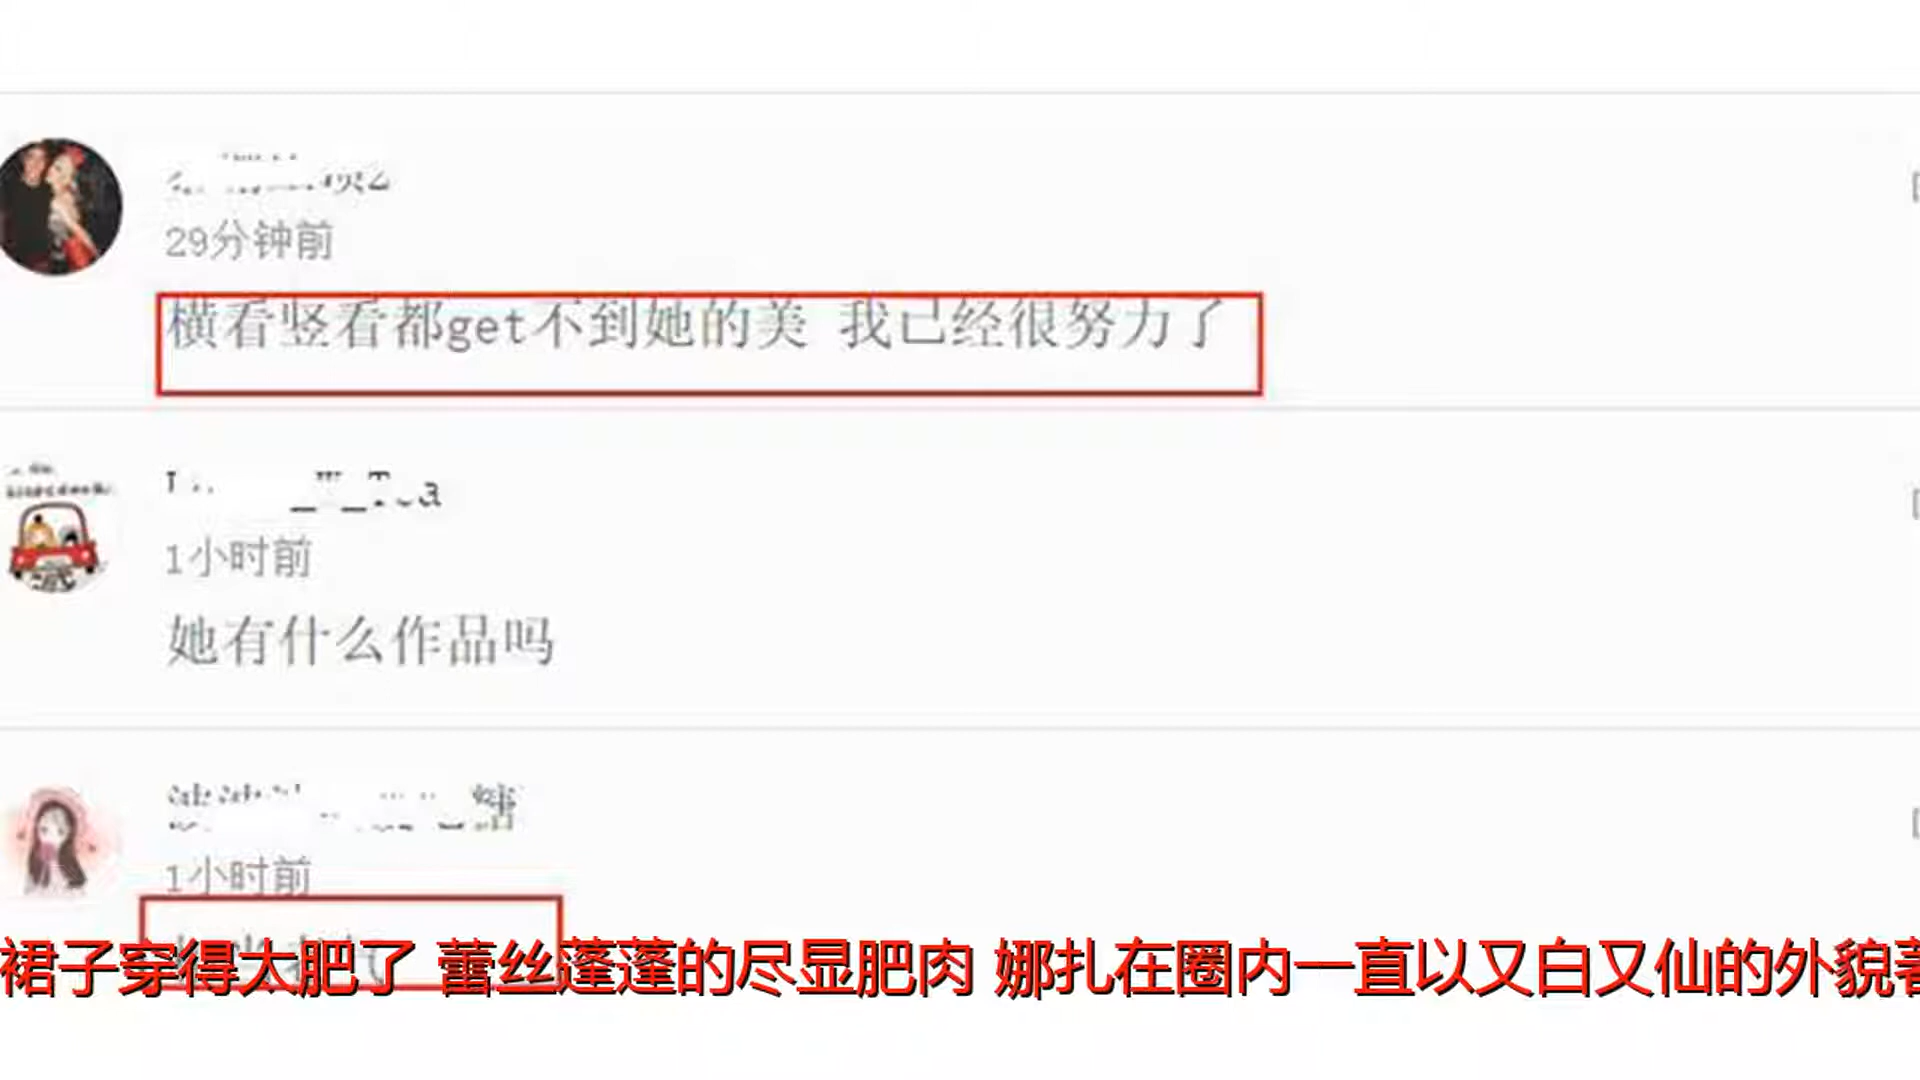 29分钟前
横看竖看都get不到她的美 我已经很努力了
1小时前
她有什么作品吗
糖
1小时前
裙子穿得太肥了 蕾丝蓬蓬的尽显肥肉 娜扎在圈内一直以又白又仙的外貌著